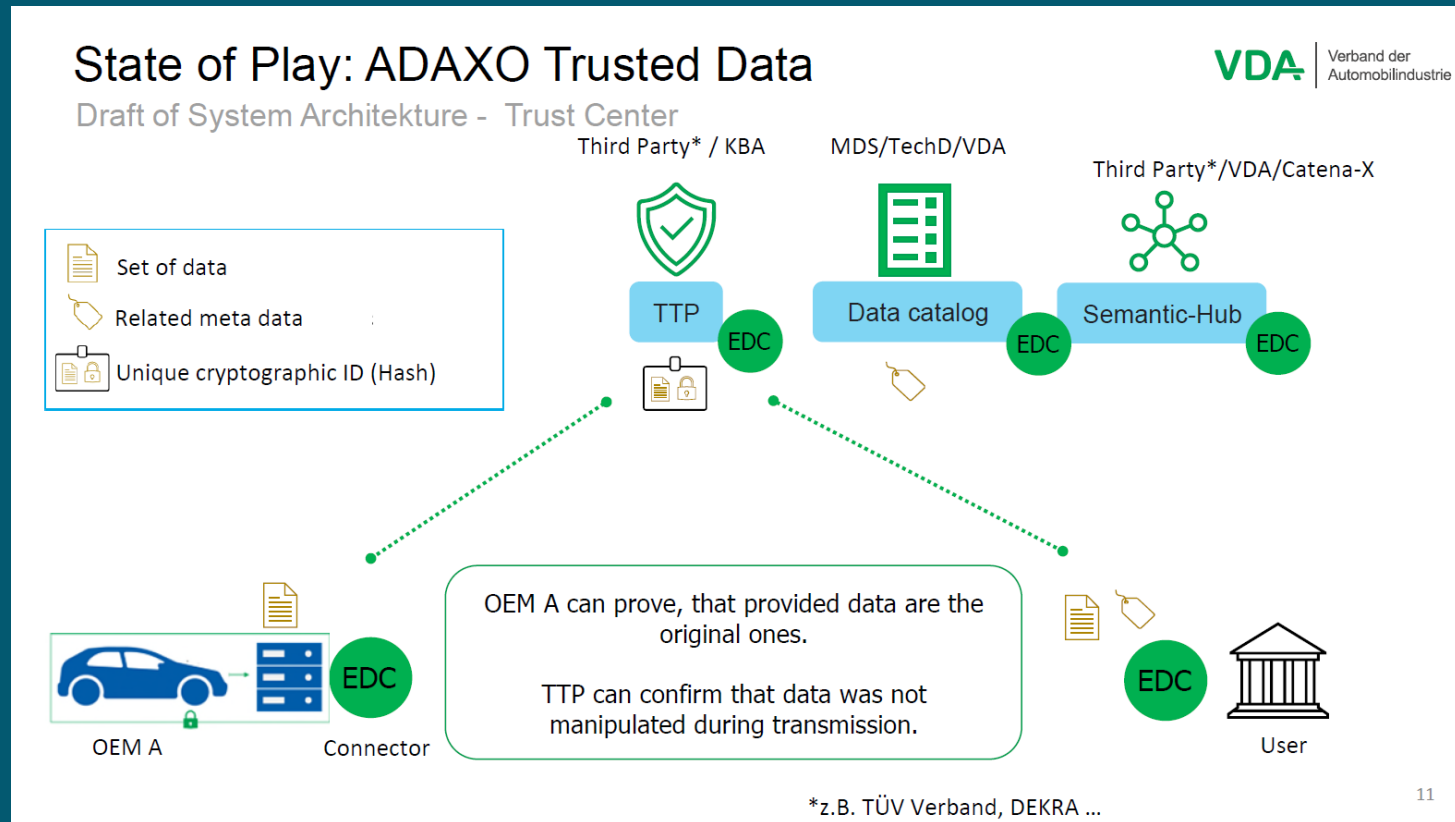 State of Play: ADAXO Trusted Data
Draft of System Architekture - Trust Center
VDA
Verband der
Automobilindustrie
Third Party* / KBA
MDS/TechD/VDA
Third Party*/VDA/Catena-X
Set of data
Related meta data
Unique cryptographic ID (Hash)
TTP
EDC
Data catalog
EDC
Semantic-Hub
EDC
OEM A can prove, that provided data are the
original ones.
TTP can confirm that data was not
manipulated during transmission.
EDC
OEM A
Connector
EDC
User
*z.B. TÜV Verband, DEKRA ...
11